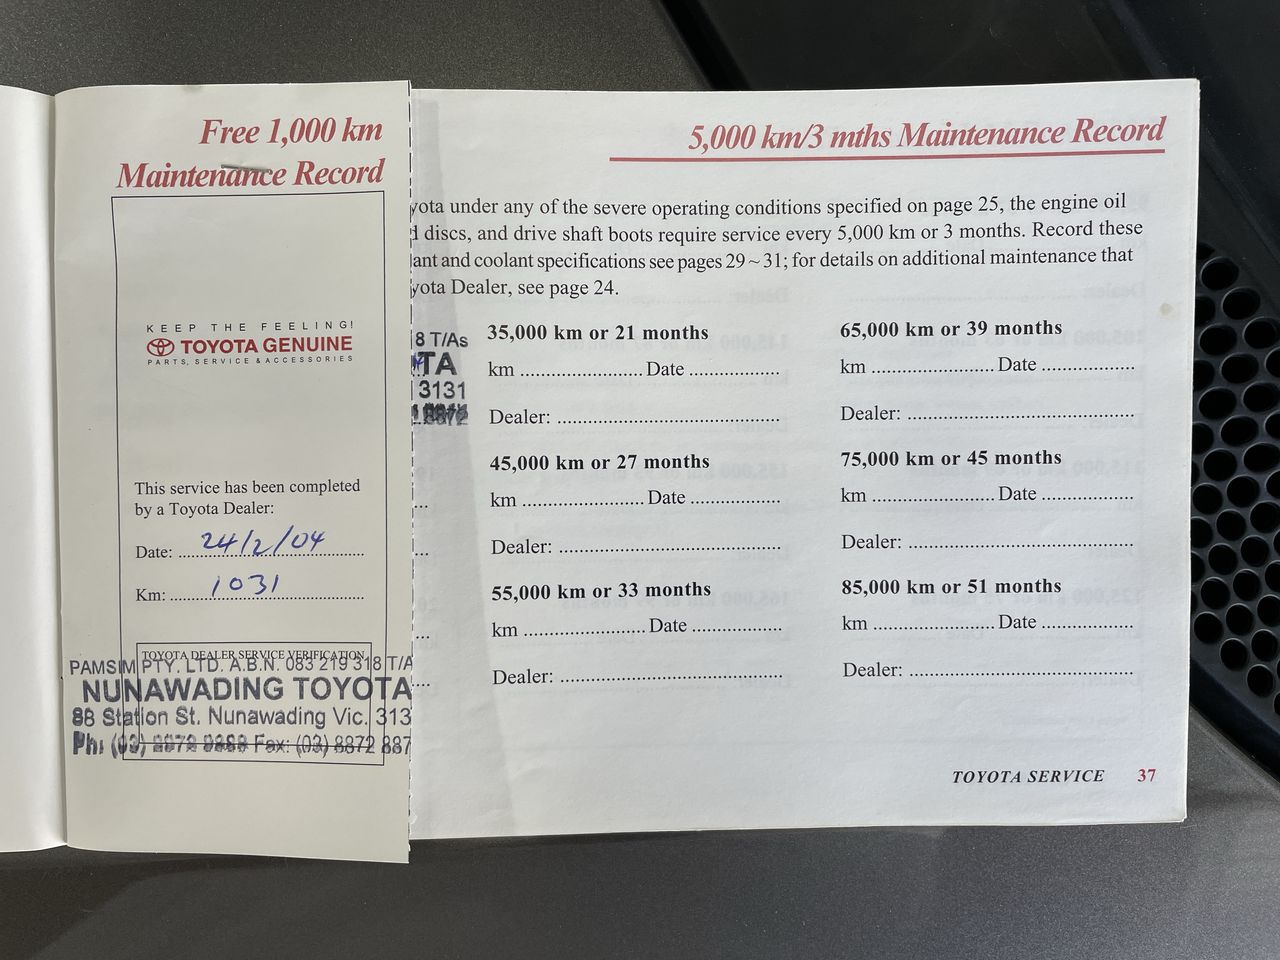 Free 1,000 km
Maintenance Record
KEEP THE FEELING!
TOYOTA GENUINE
PARTS, SERVICE & ACCESSORIES
This service has been completed
by a Toyota Dealer:
Date: 24/2/04
Km: 1031
TOYOTA DEALER SERVICE VERIFICATION
PAMSIM PTY. LTD. A.B.N. 083 219 318 T/A
NUNAWADING TOYOTA
88 Station St. Nunawading Vic. 313
Ph: (03) Fax: (03) 8872 887
5,000 km/3 mths Maintenance Record
yota under any of the severe operating conditions specified on page 25, the engine oil
d discs, and drive shaft boots require service every 5,000 km or 3 months. Record these
ant and coolant specifications see pages 29 ~ 31; for details on additional maintenance that
yota Dealer, see page 24.
8 T/As
TA
3131
35,000 km or 21 months
km ........................ Date ..................
Dealer: .............................................
45,000 km or 27 months
km ........................ Date ..................
Dealer: .............................................
55,000 km or 33 months
km ........................ Date ..................
Dealer: .............................................
65,000 km or 39 months
km ........................ Date ..................
Dealer: .............................................
75,000 km or 45 months
km ........................ Date ..................
Dealer: .............................................
85,000 km or 51 months
km ........................ Date ..................
Dealer: .............................................
TOYOTA SERVICE 37